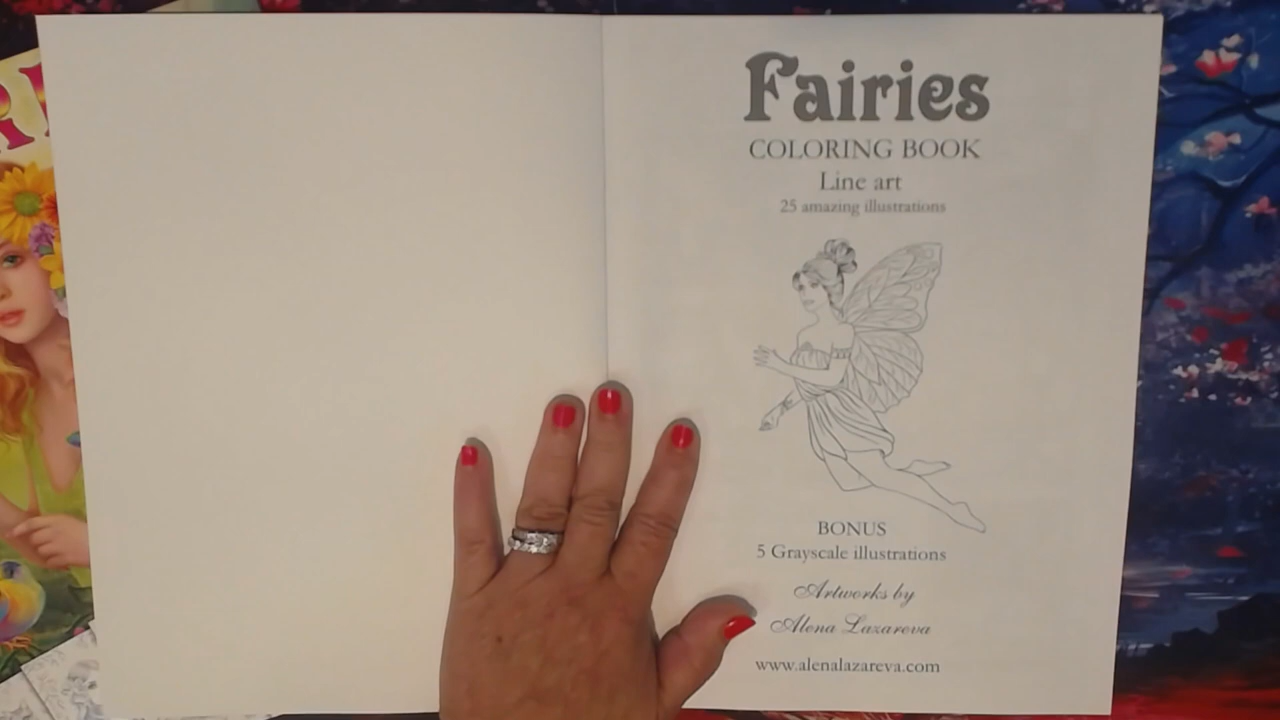 Fairies
COLORING BOOK
Line art
25 amazing illustrations
BONUS
5 Grayscale illustrations
Artworks by
Alena Lazareva
www.alenalazareva.com